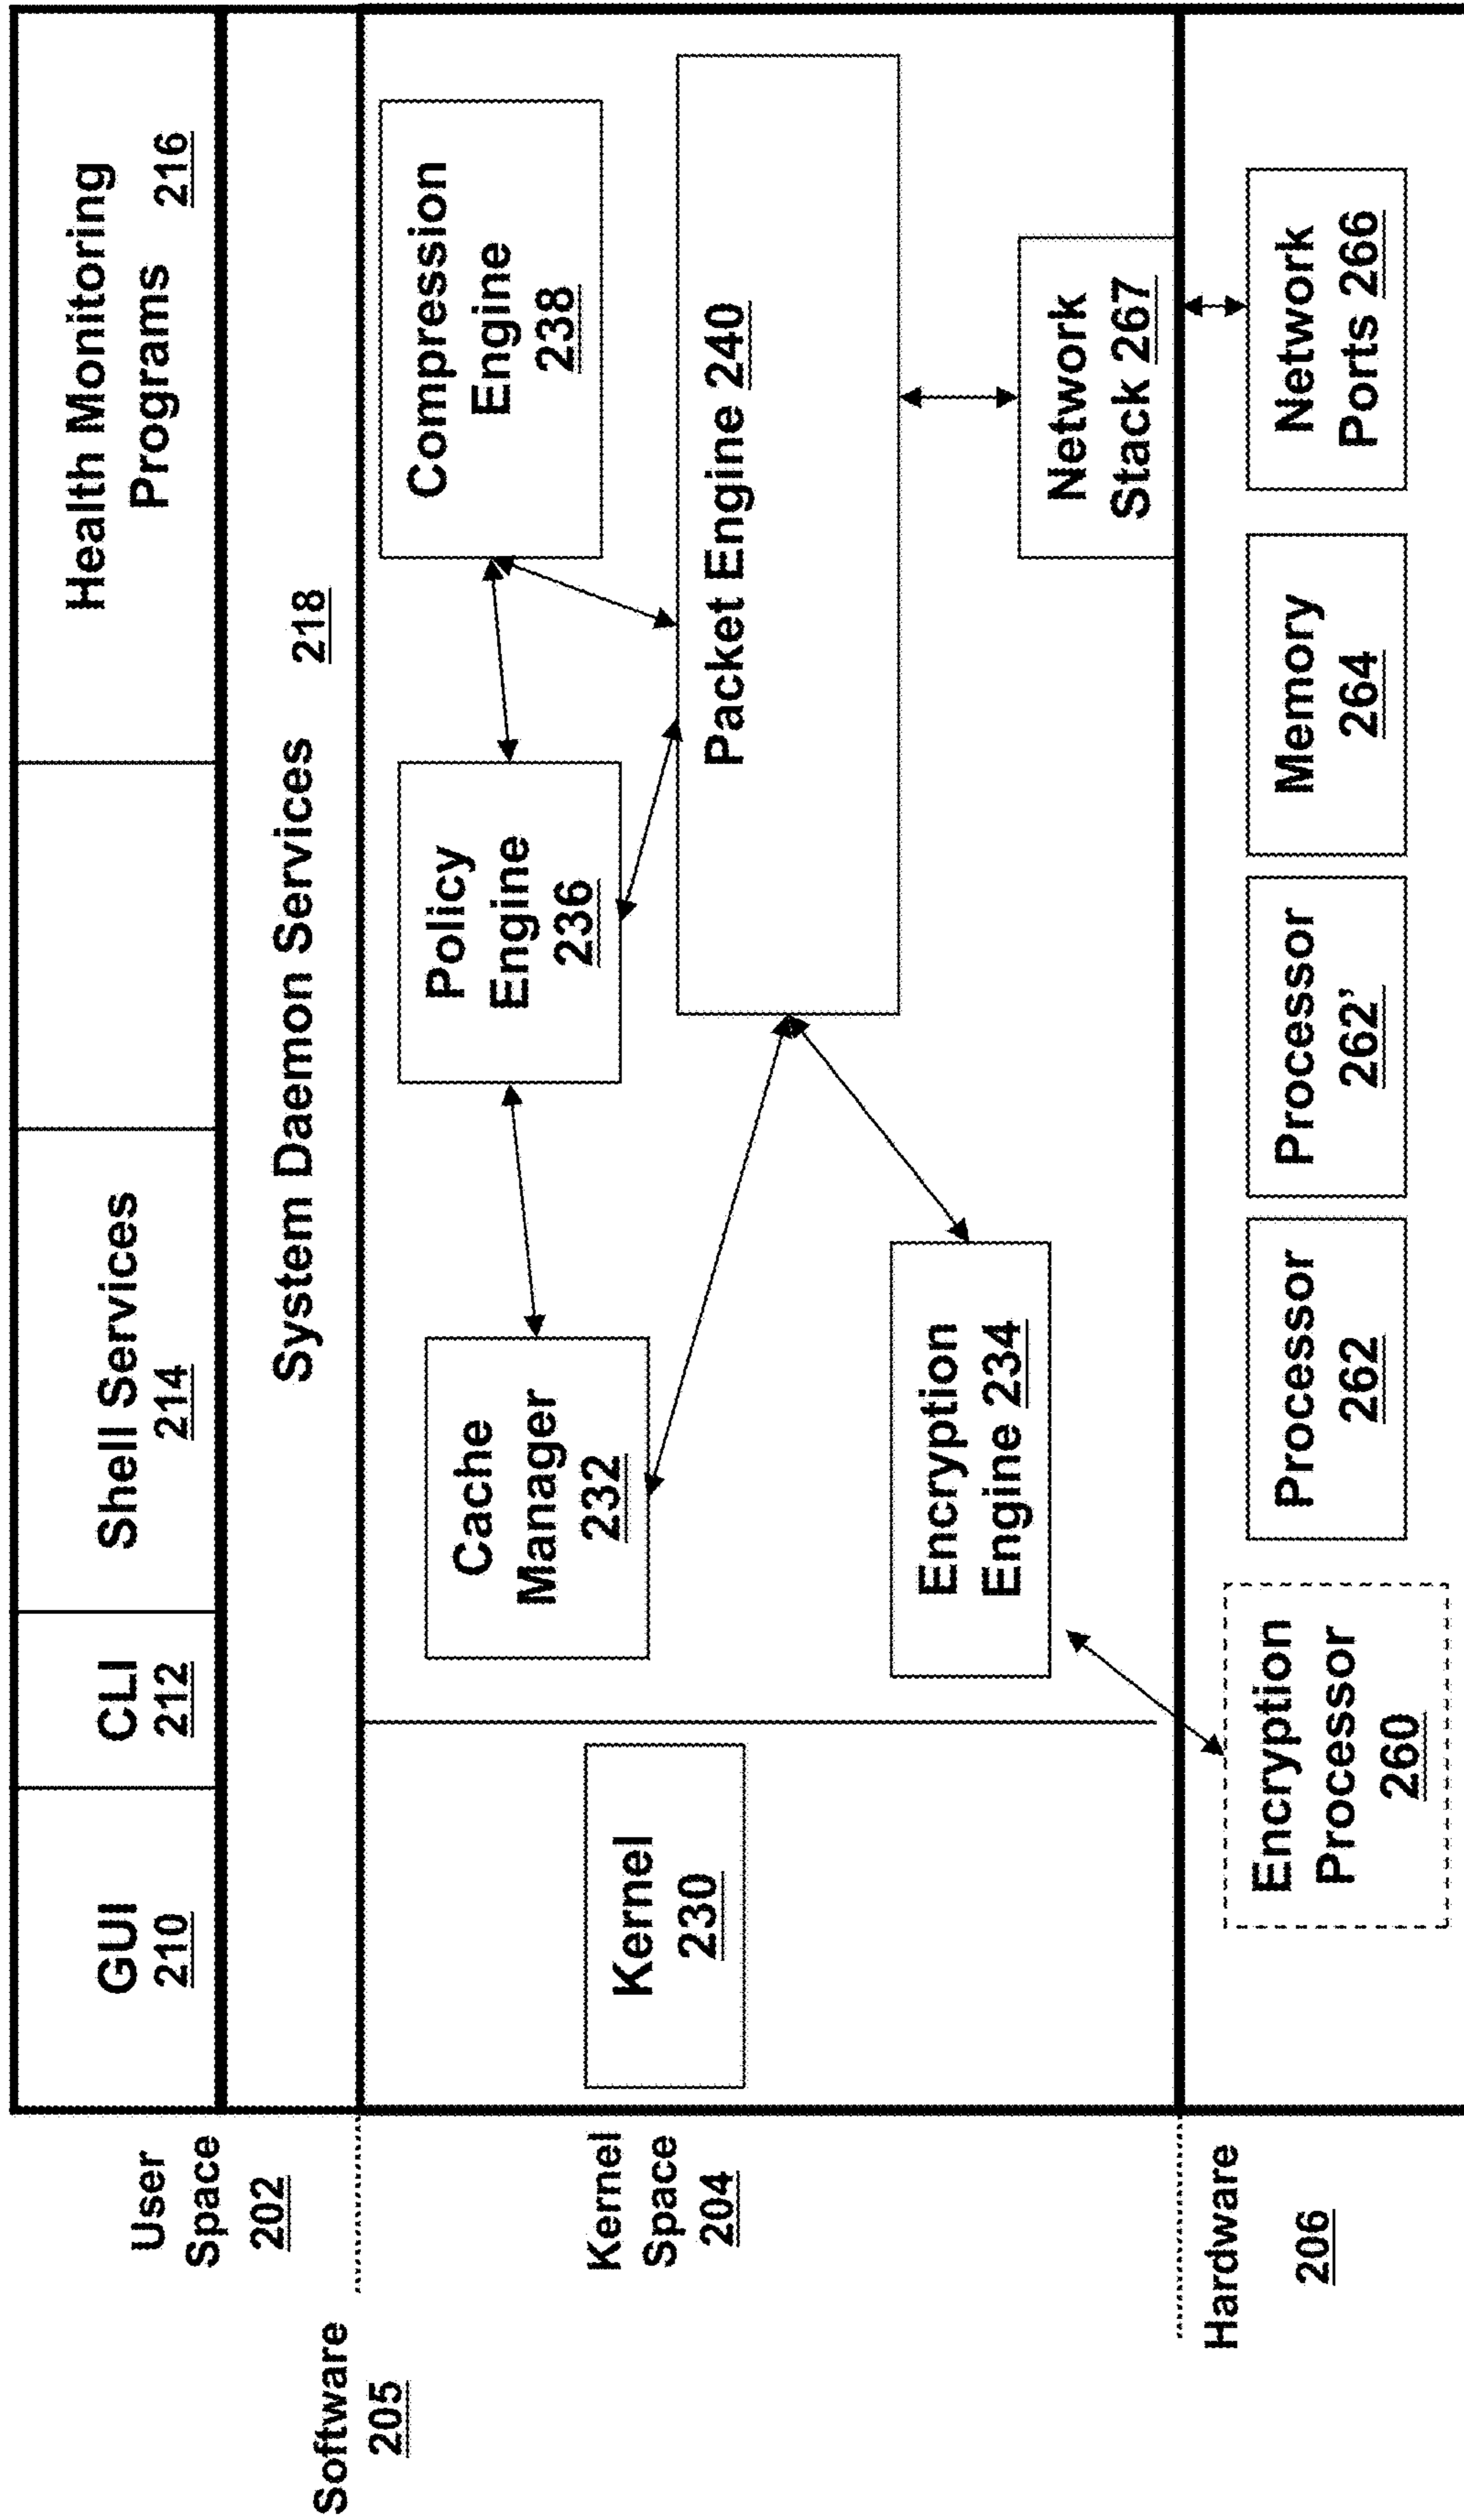 User
Space
202
GUI
210
CLI
212
Shell Services
214
Health Monitoring
Programs 216
System Daemon Services 218
Software
205
Kernel
Space
204
Kernel
230
Cache
Manager
232
Policy
Engine
236
Compression
Engine
238
Packet Engine 240
Encryption
Engine 234
Network
Stack 267
Hardware
206
Encryption
Processor
260
Processor
262
Processor
262’
Memory
264
Network
Ports 266